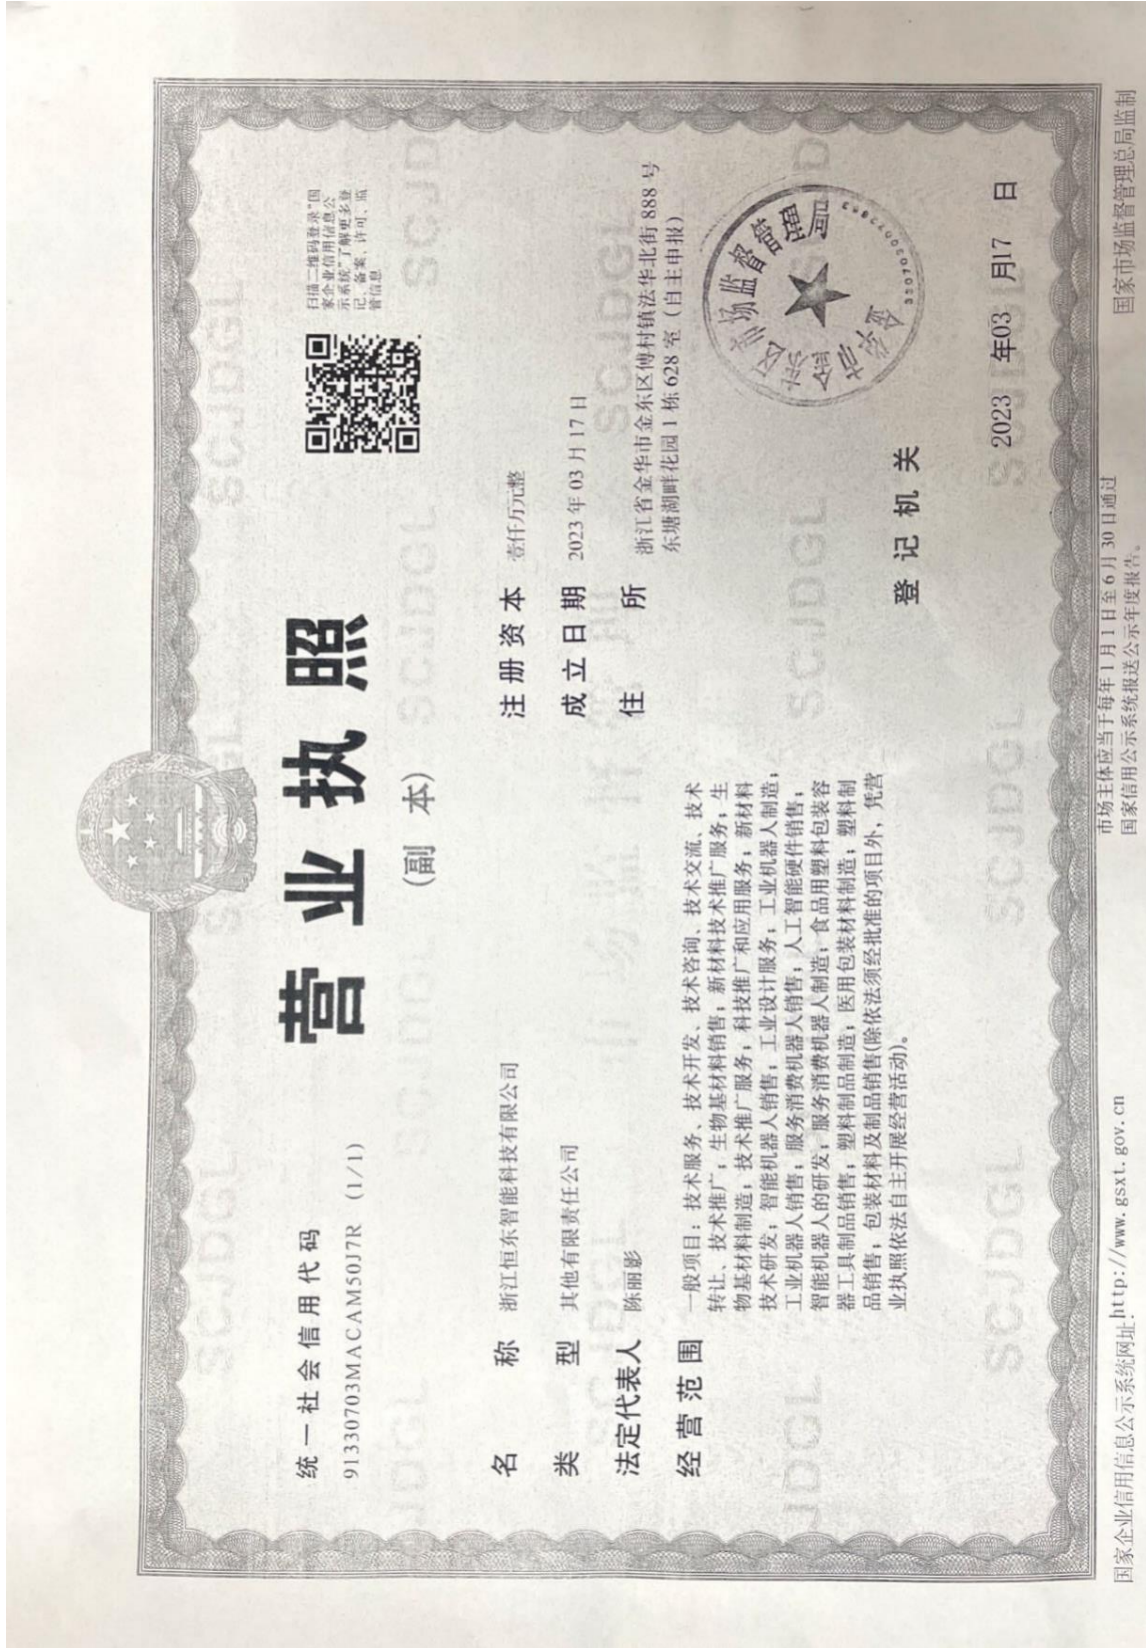 营业执照
(副 本)
统一社会信用代码
91330703MACAM50J7R (1/1)
扫描二维码登录"国
家企业信用信息公
示系统"了解更多登
记、备案、许可、监
管信息
名 称 浙江恒东智能科技有限公司
类 型 其他有限责任公司
法定代表人 陈丽影
经营范围 一般项目：技术服务、技术开发、技术咨询、技术交流、技术
转让、技术推广；生物基材料销售；新材料技术推广服务；生
物基材料制造；技术推广服务；科技推广和应用服务；新材料
技术研发；智能机器人销售；工业设计服务；工业机器人制造；
工业机器人销售；服务消费机器人销售；人工智能硬件销售；
智能机器人的研发；服务消费机器人制造；食品用塑料包装容
器工具制品销售；塑料制品制造；医用包装材料制造；塑料制
品销售；包装材料及制品销售(除依法须经批准的项目外，凭营
业执照依法自主开展经营活动)。
注册资本 壹仟万元整
成立日期 2023年03月17日
住 所 浙江省金华市金东区傅村镇法华北街888号
东塘湖畔花园1栋628室（自主申报）
登记机关
2023 年03 月17 日
国家企业信用信息公示系统网址：http://www.gsxt.gov.cn
市场主体应当于每年1月1日至6月30日通过
国家信用公示系统报送公示年度报告。
国家市场监督管理总局监制